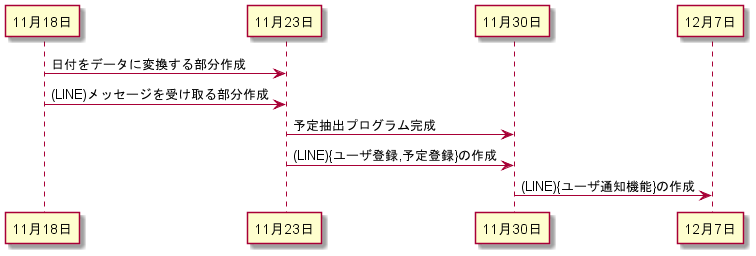 11月18日 11月23日 11月30日 12月7日
日付をデータに変換する部分作成
(LINE)メッセージを受け取る部分作成
予定抽出プログラム完成
(LINE){ユーザ登録,予定登録}の作成
(LINE){ユーザ通知機能}の作成
11月18日 11月23日 11月30日 12月7日